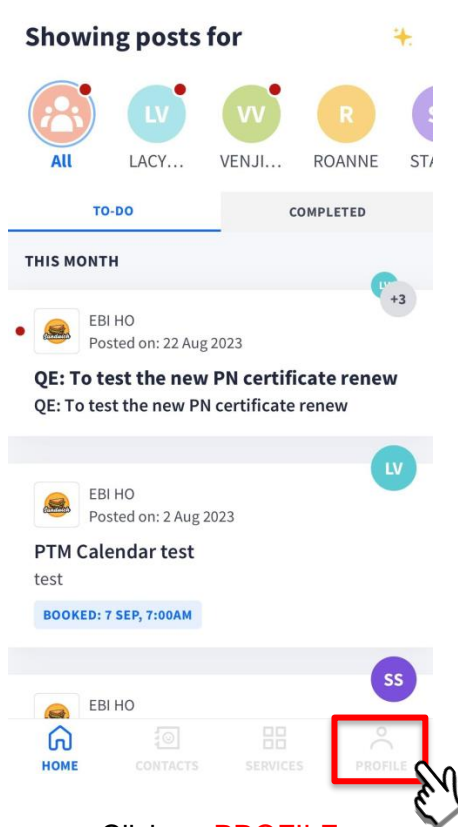 Showing posts for
LV
VV
R
All
LACY...
VENJI...
ROANNE
TO-DO
COMPLETED
THIS MONTH
LV
+3
EBI HO
Posted on: 22 Aug 2023
QE: To test the new PN certificate renew
QE: To test the new PN certificate renew
LV
EBI HO
Posted on: 2 Aug 2023
PTM Calendar test
test
BOOKED: 7 SEP, 7:00AM
SS
EBI HO
HOME
CONTACTS
SERVICES
PROFILE